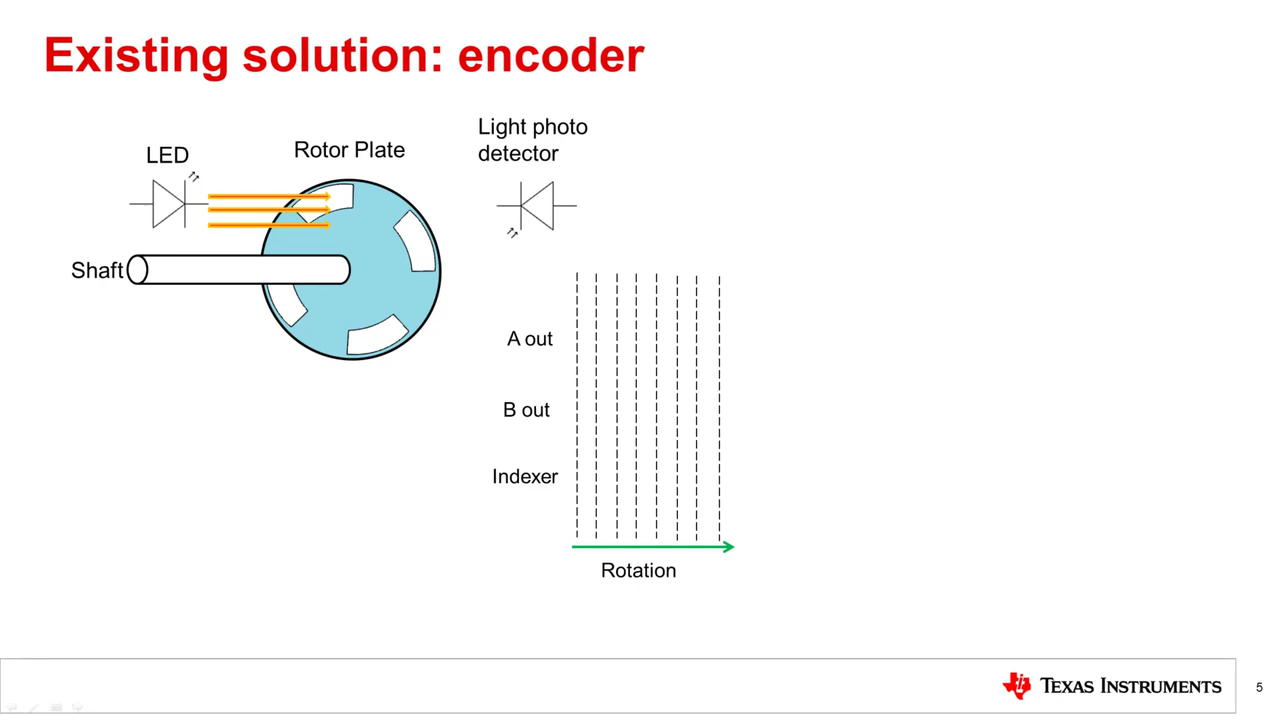 Existing solution: encoder
LED
Rotor Plate
Light photo
detector
Shaft
A out
B out
Indexer
Rotation
TEXAS INSTRUMENTS
5